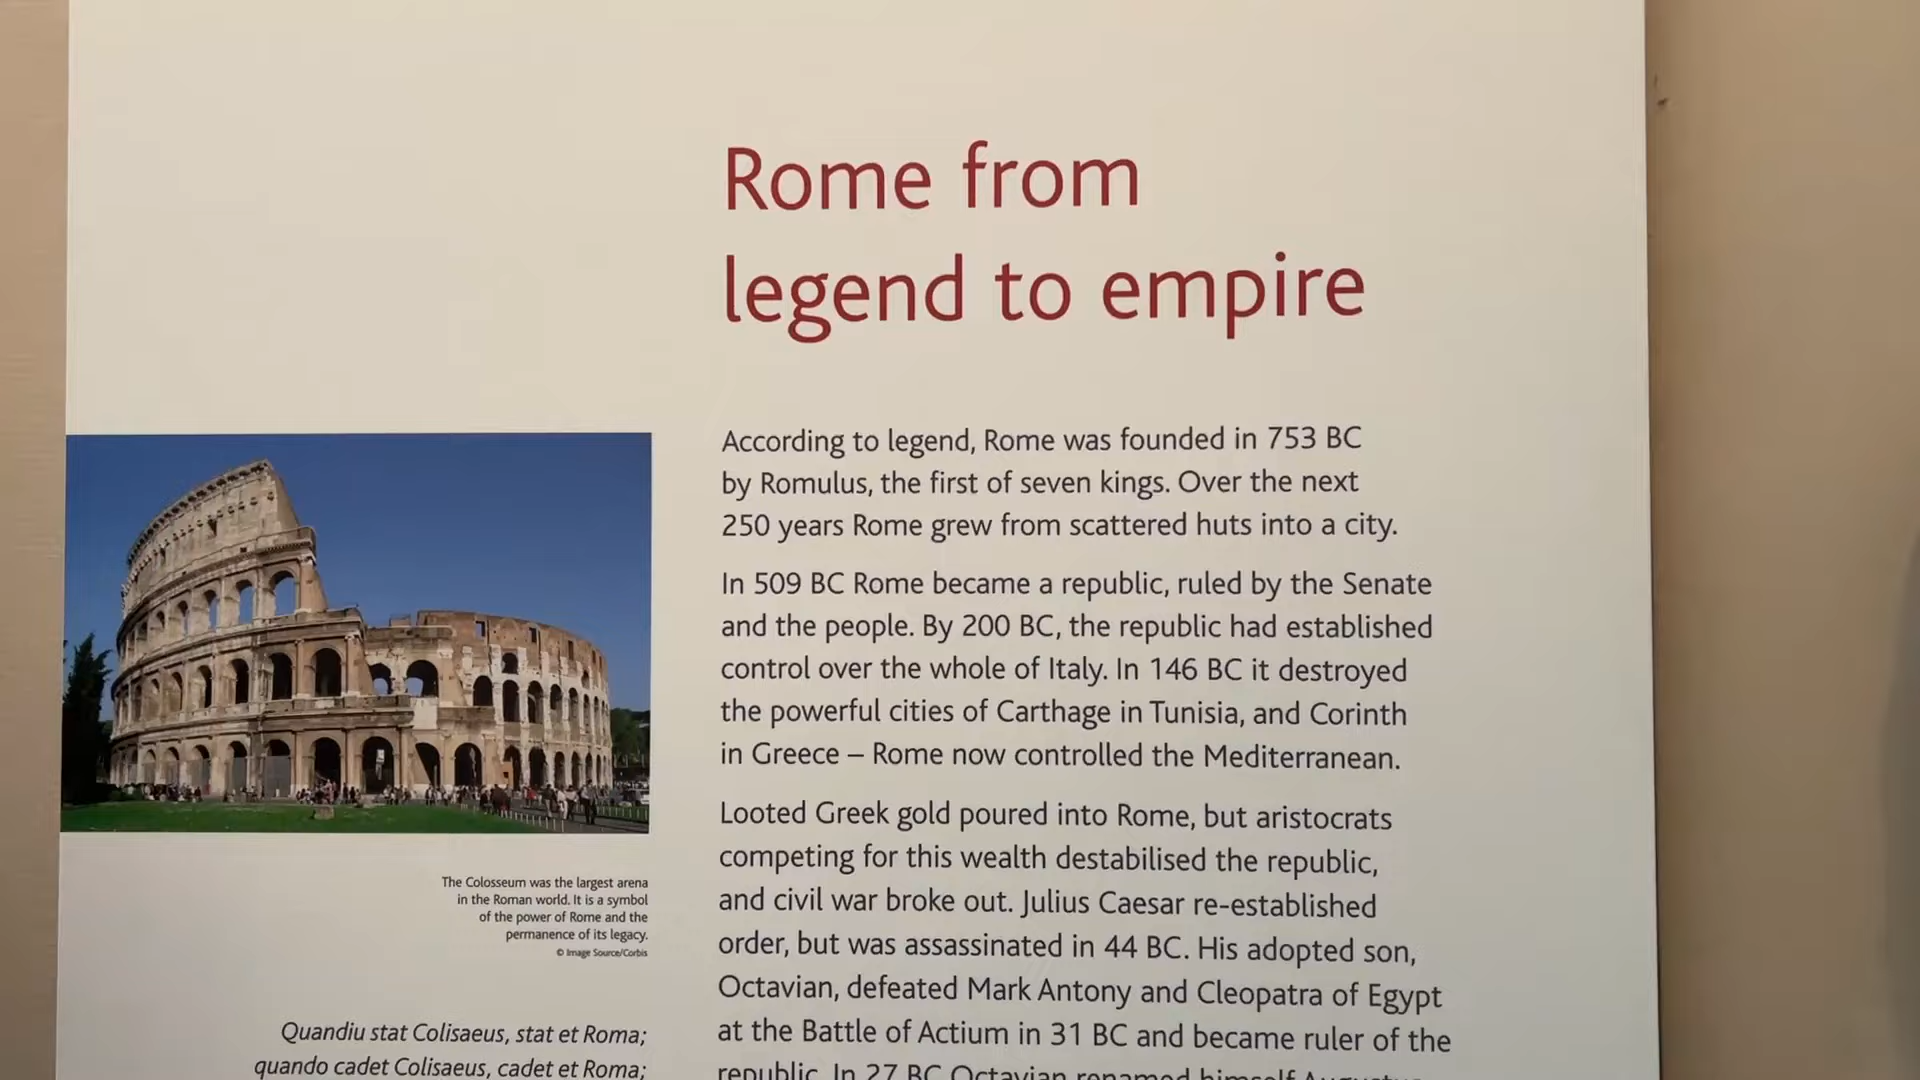 Rome from
legend to empire
According to legend, Rome was founded in 753 BC
by Romulus, the first of seven kings. Over the next
250 years Rome grew from scattered huts into a city.
In 509 BC Rome became a republic, ruled by the Senate
and the people. By 200 BC, the republic had established
control over the whole of Italy. In 146 BC it destroyed
the powerful cities of Carthage in Tunisia, and Corinth
in Greece – Rome now controlled the Mediterranean.
Looted Greek gold poured into Rome, but aristocrats
competing for this wealth destabilised the republic,
and civil war broke out. Julius Caesar re-established
order, but was assassinated in 44 BC. His adopted son,
Octavian, defeated Mark Antony and Cleopatra of Egypt
at the Battle of Actium in 31 BC and became ruler of the
republic. In 27 BC Octavian renamed himself Augustus
The Colosseum was the largest arena
in the Roman world. It is a symbol
of the power of Rome and the
permanence of its legacy.
© Image Source/Corbis
Quandiu stat Colisaeus, stat et Roma;
quando cadet Colisaeus, cadet et Roma;